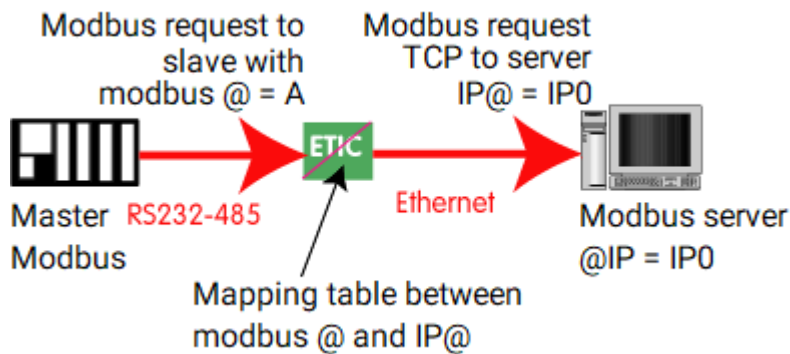 Modbus request to
slave with
modbus @ = A
Modbus request
TCP to server
IP@ = IP0
ETIC
RS232-485
Ethernet
Master
Modbus
Modbus server
@IP = IP0
Mapping table between
modbus @ and IP@